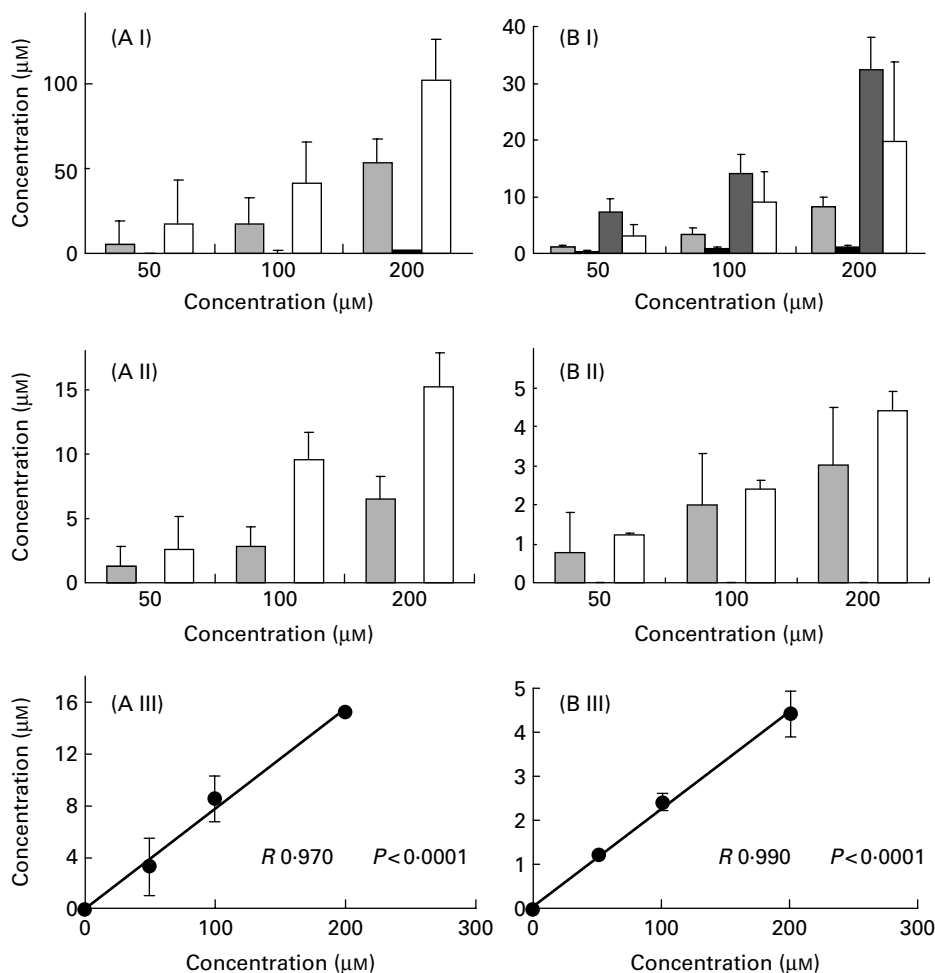 (A I)
Concentration (μM)
100
50
0
50 100 200
Concentration (μM)
(B I)
40
30
20
10
0
50 100 200
Concentration (μM)
(A II)
Concentration (μM)
15
10
5
0
50 100 200
Concentration (μM)
(B II)
5
4
3
2
1
0
50 100 200
Concentration (μM)
(A III)
Concentration (μM)
16
12
8
4
0
R 0·970 P<0·0001
0 100 200 300
Concentration (μM)
(B III)
5
4
3
2
1
0
R 0·990 P<0·0001
0 100 200 300
Concentration (μM)